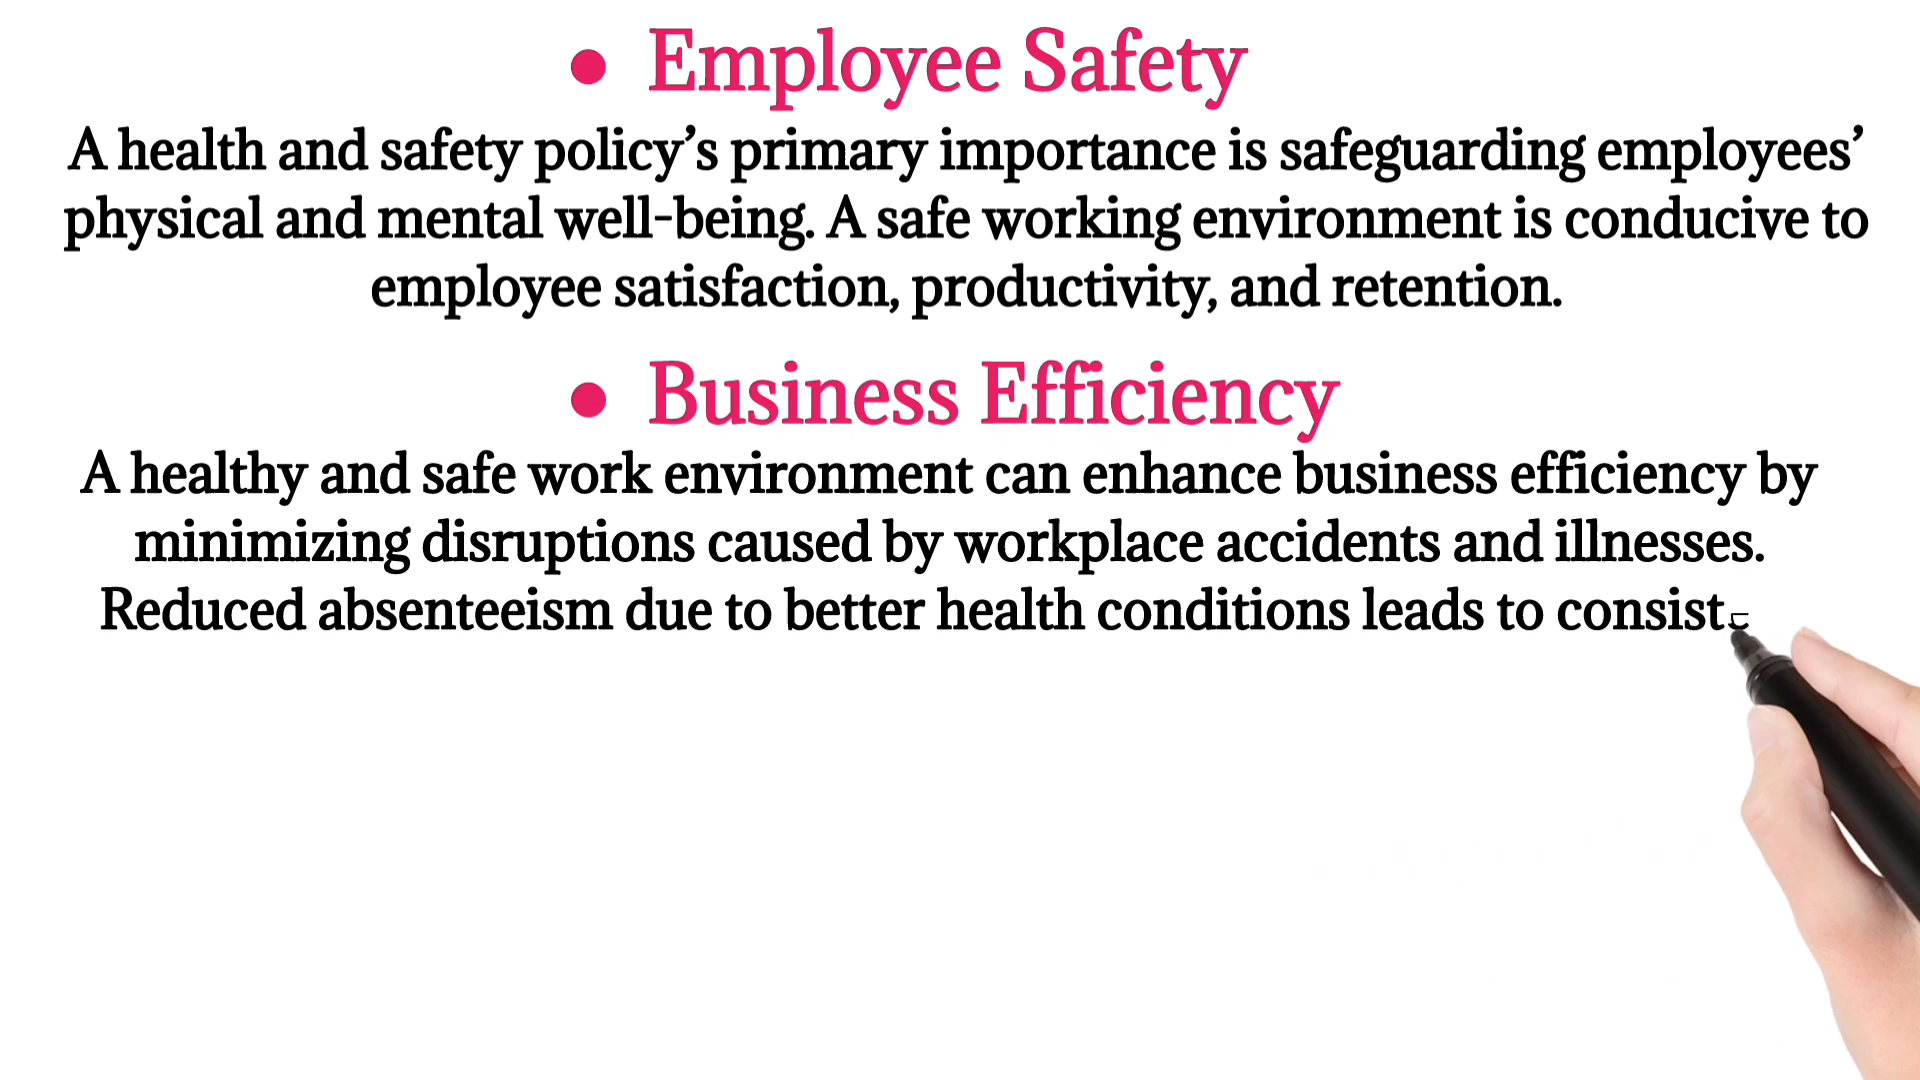 • Employee Safety
A health and safety policy’s primary importance is safeguarding employees’
physical and mental well-being. A safe working environment is conducive to
employee satisfaction, productivity, and retention.
• Business Efficiency
A healthy and safe work environment can enhance business efficiency by
minimizing disruptions caused by workplace accidents and illnesses.
Reduced absenteeism due to better health conditions leads to consist